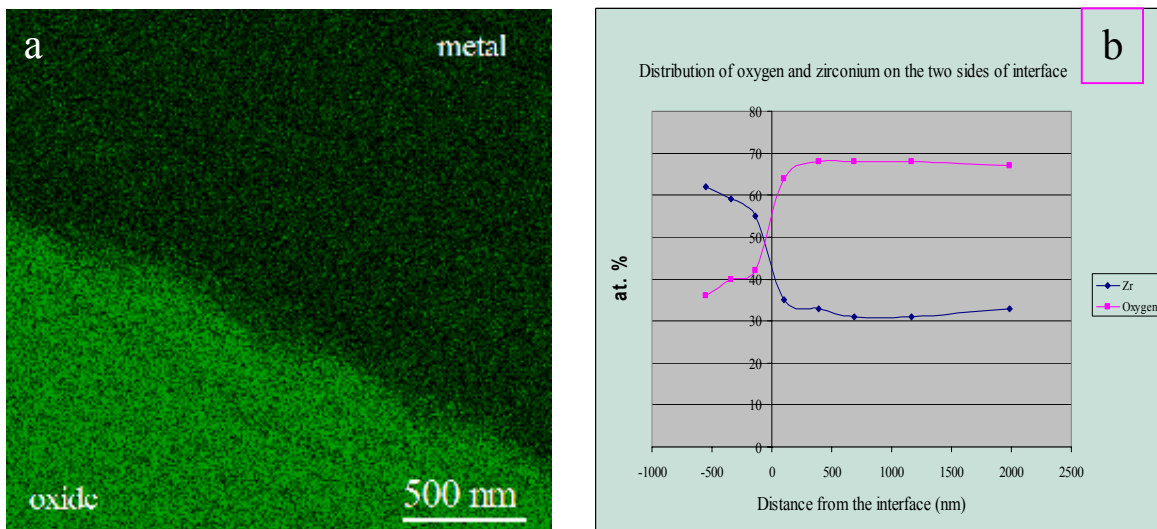 a
metal
oxide
500 nm
b
Distribution of oxygen and zirconium on the two sides of interface
80
70
60
50
40
30
20
10
0
at. %
-1000 -500 0 500 1000 1500 2000 2500
Distance from the interface (nm)
Zr
Oxygen